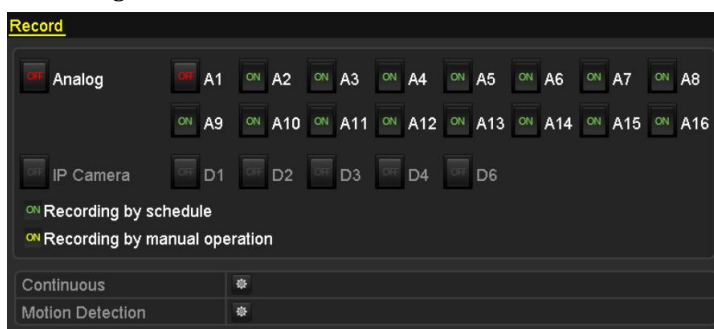 Record
OFF Analog OFF A1 ON A2 ON A3 ON A4 ON A5 ON A6 ON A7 ON A8
ON A9 ON A10 ON A11 ON A12 ON A13 ON A14 ON A15 ON A16
OFF IP Camera OFF D1 OFF D2 OFF D3 OFF D4 OFF D6
ON Recording by schedule
ON Recording by manual operation
Continuous
Motion Detection